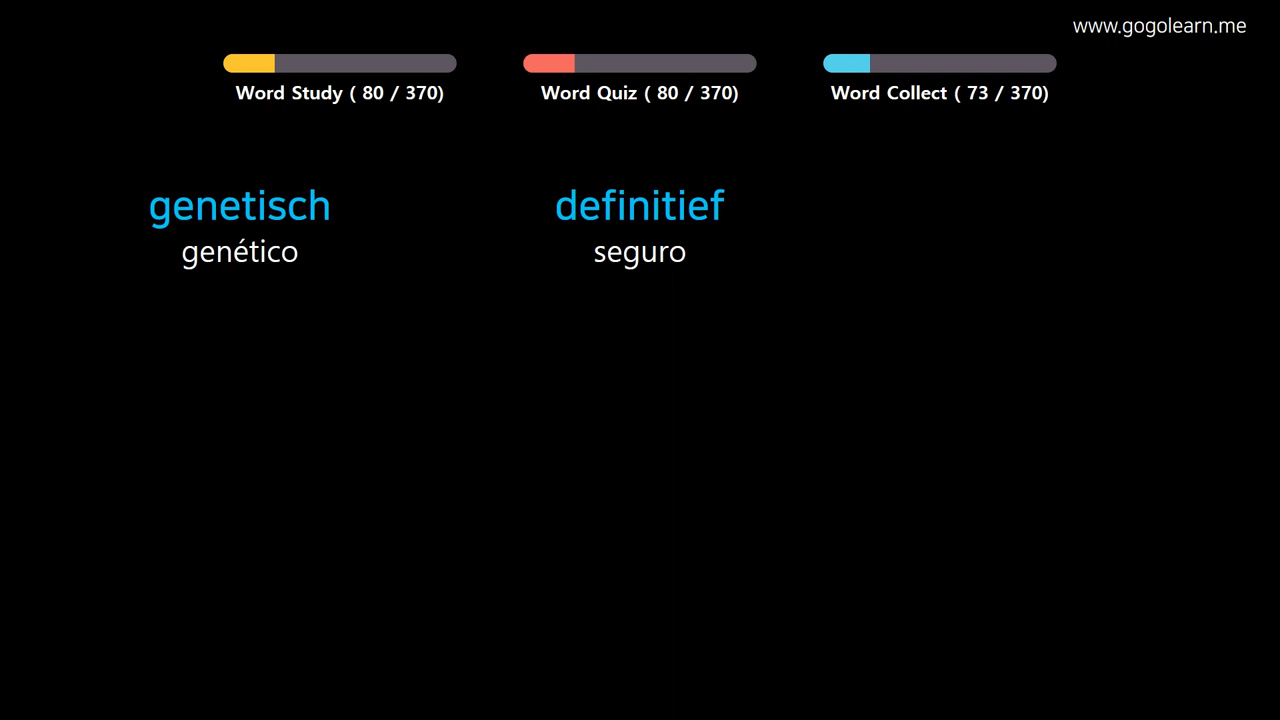 www.gogolearn.me
Word Study ( 80 / 370)
Word Quiz ( 80 / 370)
Word Collect ( 73 / 370)
genetisch
genético
definitief
seguro